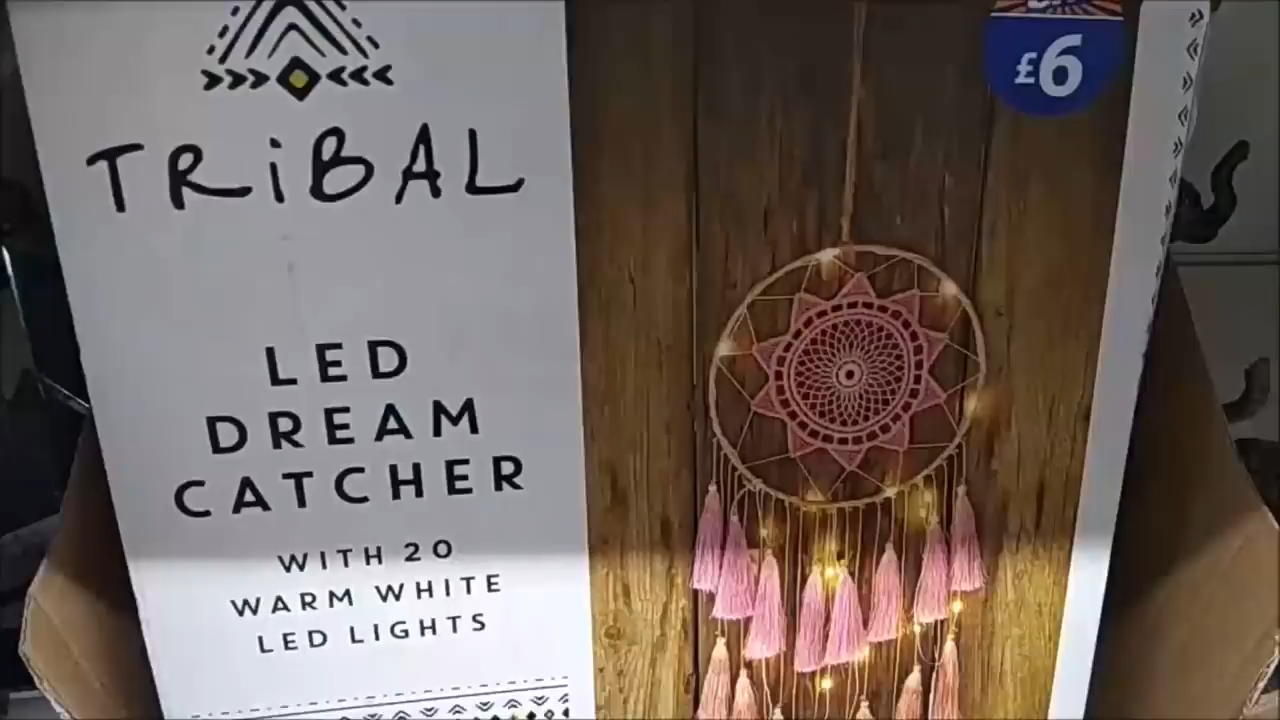 TRiBAL
LED
DREAM
CATCHER
WITH 20
WARM WHITE
LED LIGHTS
£6